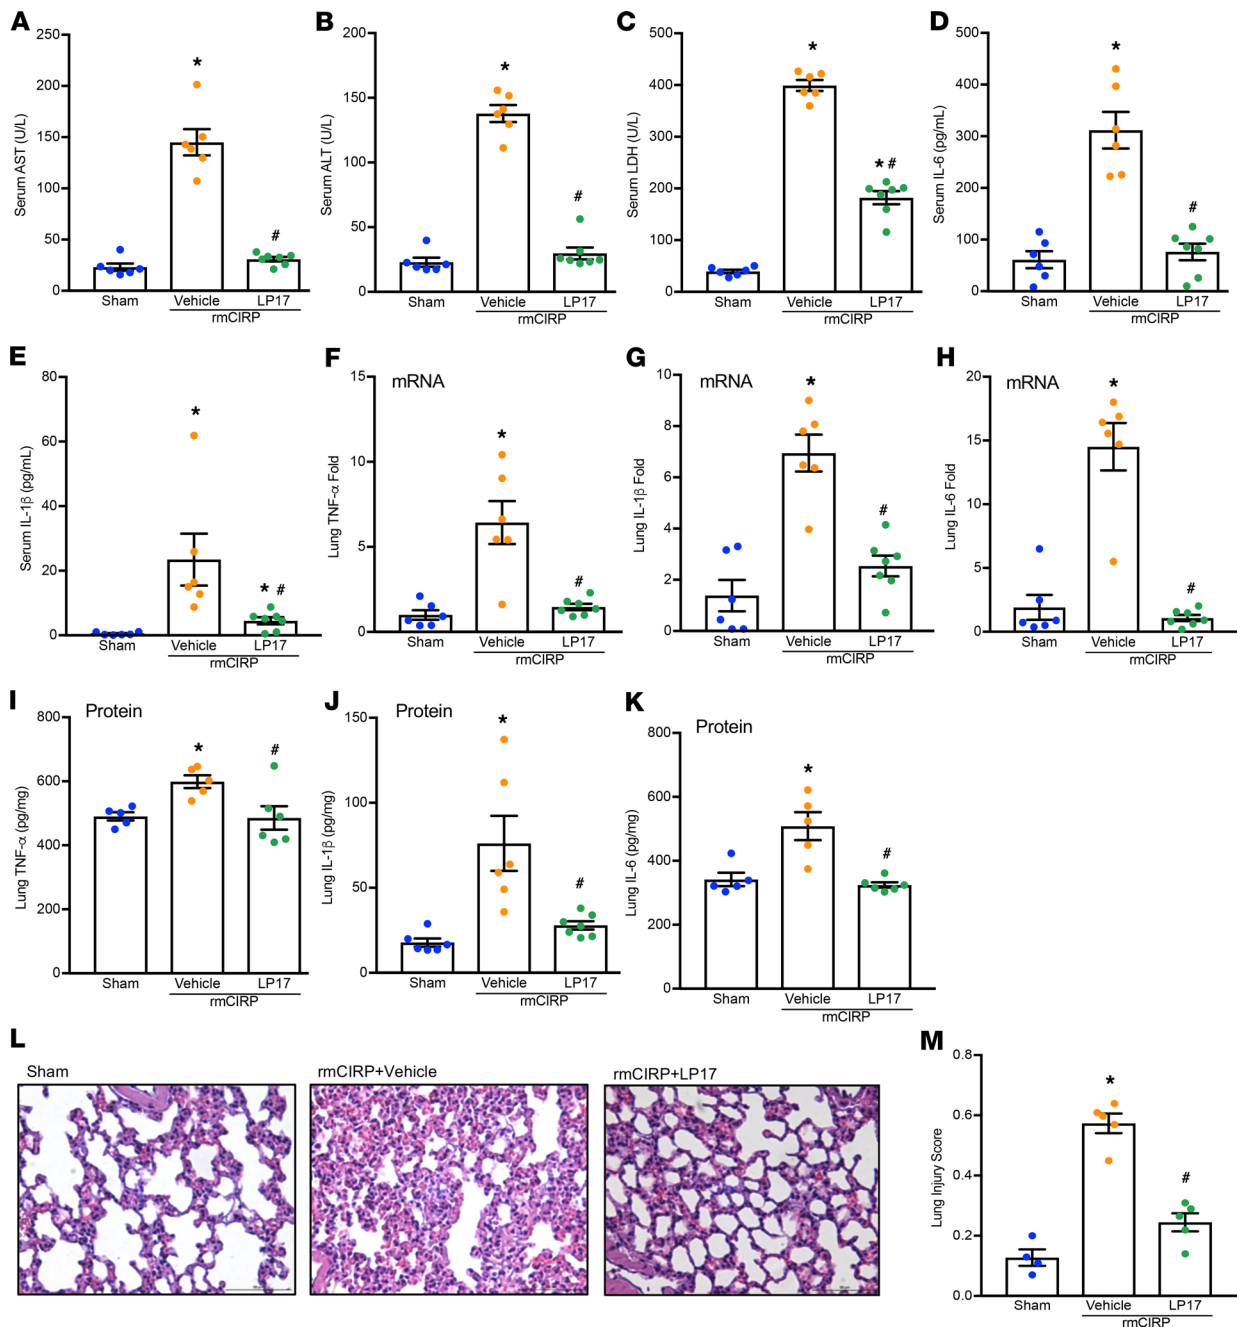 A
Serum AST (U/L)
250
200
150
100
50
0
*
#
Sham
Vehicle
LP17
rmCIRP
B
Serum ALT (U/L)
200
150
100
50
0
*
#
Sham
Vehicle
LP17
rmCIRP
C
Serum LDH (U/L)
500
400
300
200
100
0
*
* #
Sham
Vehicle
LP17
rmCIRP
D
Serum IL-6 (pg/mL)
500
400
300
200
100
0
*
#
Sham
Vehicle
LP17
rmCIRP
E
Serum IL-1β (pg/mL)
80
60
40
20
0
*
* #
Sham
Vehicle
LP17
rmCIRP
F
mRNA
Lung TNF-α Fold
15
10
5
0
*
#
Sham
Vehicle
LP17
rmCIRP
G
mRNA
Lung IL-1β Fold
10
8
6
4
2
0
*
#
Sham
Vehicle
LP17
rmCIRP
H
mRNA
Lung IL-6 Fold
20
15
10
5
0
*
#
Sham
Vehicle
LP17
rmCIRP
I
Protein
Lung TNF-α (pg/mg)
800
600
400
200
0
*
#
Sham
Vehicle
LP17
rmCIRP
J
Protein
Lung IL-1β (pg/mg)
150
100
50
0
*
#
Sham
Vehicle
LP17
rmCIRP
K
Protein
Lung IL-6 (pg/mg)
800
600
400
200
0
*
#
Sham
Vehicle
LP17
rmCIRP
L
Sham
rmCIRP+Vehicle
rmCIRP+LP17
M
Lung Injury Score
0.8
0.6
0.4
0.2
0.0
*
#
Sham
Vehicle
LP17
rmCIRP